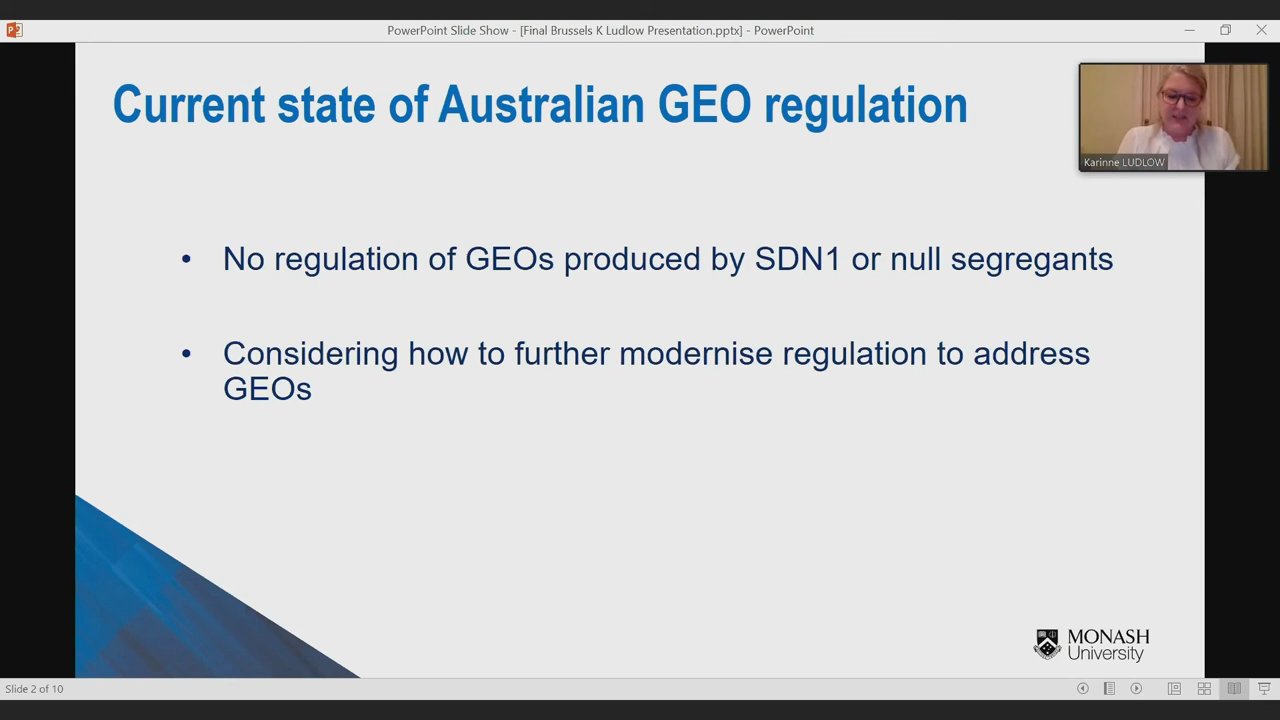 PowerPoint Slide Show - [Final Brussels K Ludlow Presentation.pptx] - PowerPoint
Current state of Australian GEO regulation
Karinne LUDLOW
• No regulation of GEOs produced by SDN1 or null segregants
• Considering how to further modernise regulation to address
GEOs
MONASH
University
Slide 2 of 10